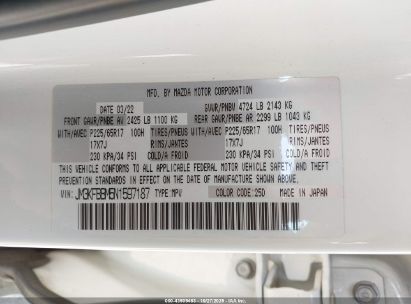 MFD. BY MAZDA MOTOR CORPORATION
DATE 03/22 GVWR/PNBV 4724 LB 2143 KG
FRONT GAWR/PNBE AV 2425 LB 1100 KG REAR GAWR/PNBE AR 2299 LB 1043 KG
WITH/AVEC P225/65R17 100H TIRES/PNEUS WITH/AVEC P225/65R17 100H TIRES/PNEUS
17X7J RIMS/JANTES 17X7J RIMS/JANTES
230 KPA/34 PSI COLD/A FROID 230 KPA/34 PSI COLD/A FROID
THIS VEHICLE CONFORMS TO ALL APPLICABLE FEDERAL MOTOR VEHICLE SAFETY
AND THEFT PREVENTION STANDARDS IN EFFECT ON
THE DATE OF MANUFACTURE SHOWN ABOVE.
JM3KFBBM5N1597187 TYPE:MPV COLOR CODE:25D MADE IN JAPAN